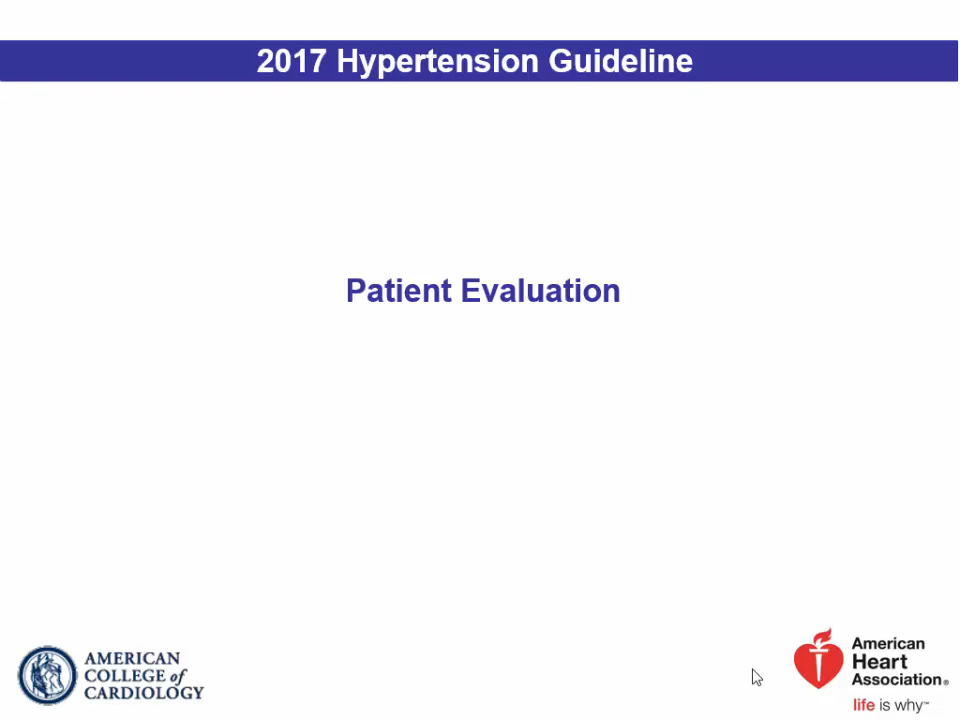 2017 Hypertension Guideline
Patient Evaluation
AMERICAN
COLLEGE of
CARDIOLOGY
American
Heart
Association®
life is why™